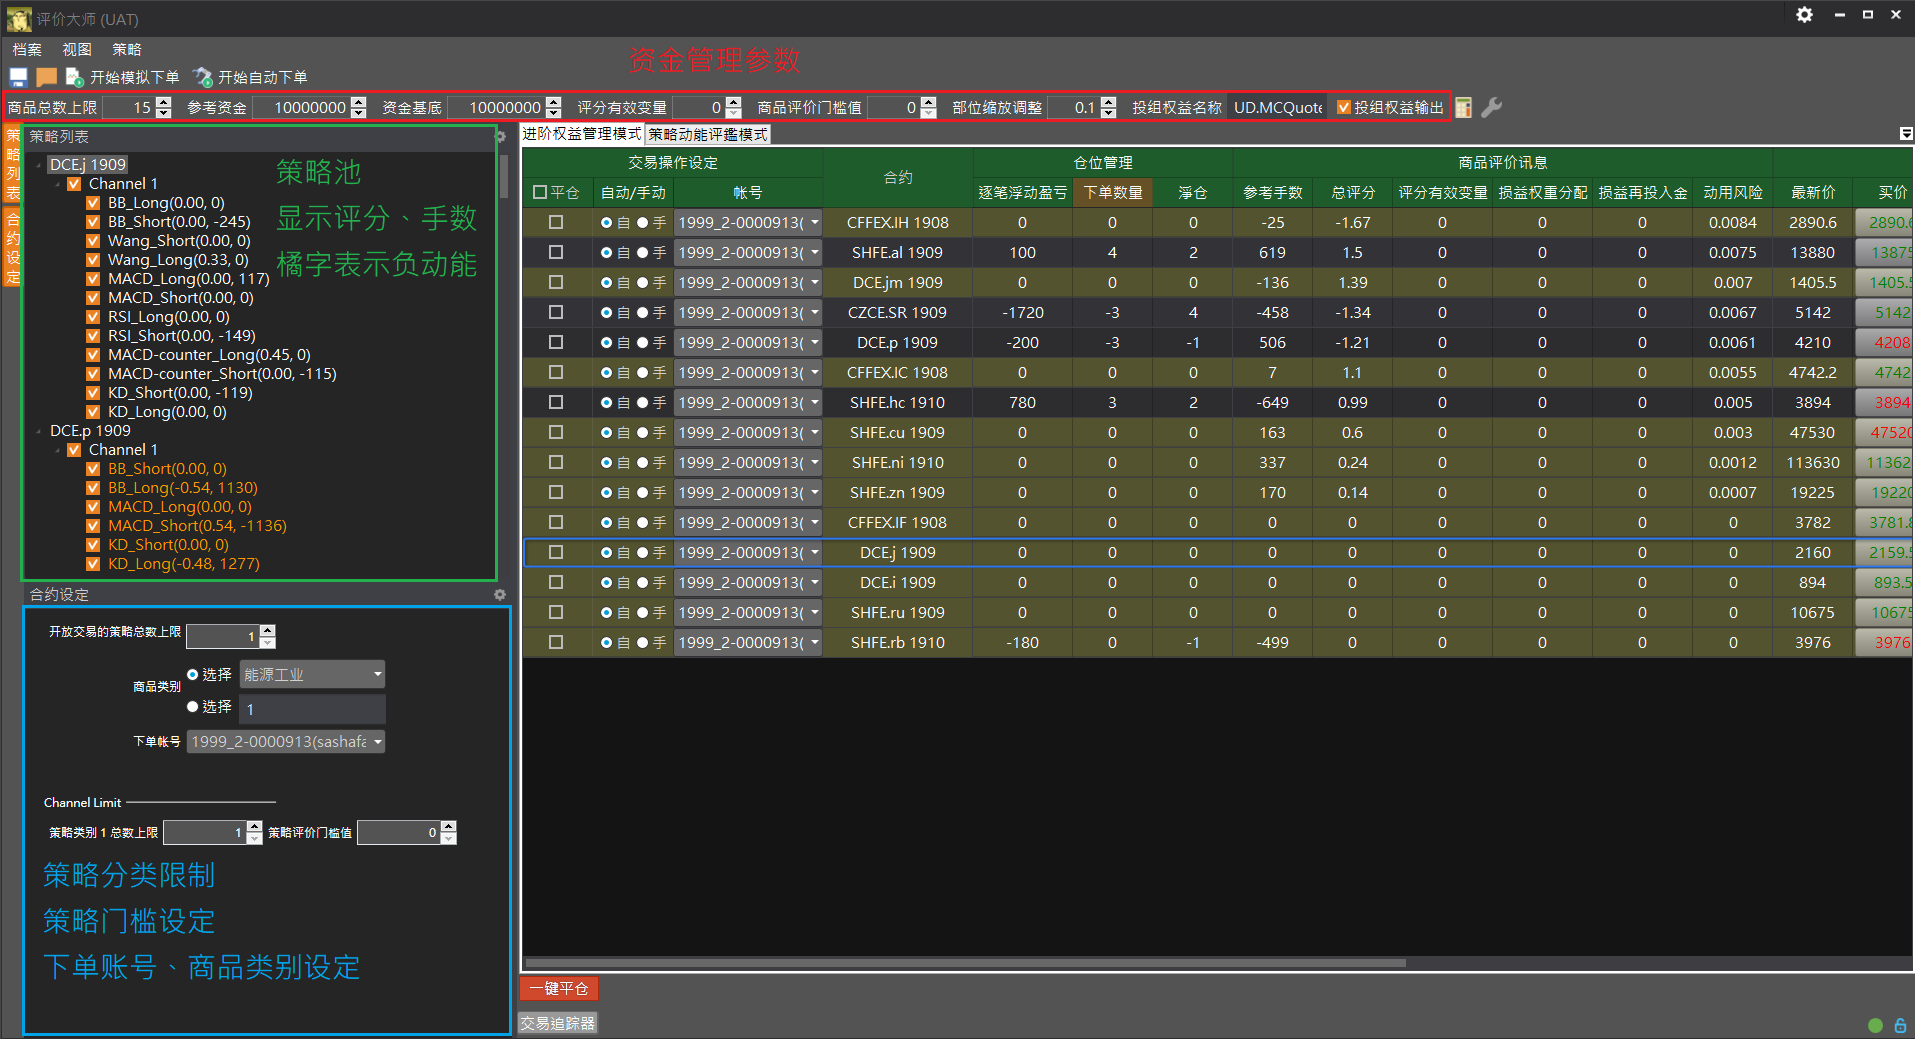 评价大师 (UAT)
档案 视图 策略
资金管理参数
开始模拟下单 开始自动下单
商品总数上限 15 参考资金 10000000 资金基底 10000000 评分有效变量 0 商品评价门槛值 0 部位缩放调整 0.1 投组权益名称 UD.MCQuote 投组权益输出
策略列表
合约设定
策略列表
DCE.j 1909
Channel 1
BB_Long(0.00, 0)
BB_Short(0.00, -245)
Wang_Short(0.00, 0)
Wang_Long(0.33, 0)
MACD_Long(0.00, 117)
MACD_Short(0.00, 0)
RSI_Long(0.00, 0)
RSI_Short(0.00, -149)
MACD-counter_Long(0.45, 0)
MACD-counter_Short(0.00, -115)
KD_Short(0.00, -119)
KD_Long(0.00, 0)
DCE.p 1909
Channel 1
BB_Short(0.00, 0)
BB_Long(-0.54, 1130)
MACD_Long(0.00, 0)
MACD_Short(0.54, -1136)
KD_Short(0.00, 0)
KD_Long(-0.48, 1277)
策略池
显示评分、手数
橘字表示负动能
合约设定
开放交易的策略总数上限 1
商品类别 选择 能源工业
选择 1
下单帐号 1999_2-0000913(sashafa
Channel Limit
策略类别 1 总数上限 1 策略评价门槛值 0
策略分类限制
策略门槛设定
下单账号、商品类别设定
进阶权益管理模式 策略动能评鑑模式
交易操作设定 合约 仓位管理 商品评价讯息
平仓 自动/手动 帐号 逐笔浮动盈亏 下单数量 淨仓 参考手数 总评分 评分有效变量 损益权重分配 损益再投入金 动用风险 最新价 买价
自 手 1999_2-0000913( CFFEX.IH 1908 0 0 0 -25 -1.67 0 0 0 0.0084 2890.6 2890.6
自 手 1999_2-0000913( SHFE.al 1909 100 4 2 619 1.5 0 0 0 0.0075 13880 13875
自 手 1999_2-0000913( DCE.jm 1909 0 0 0 -136 1.39 0 0 0 0.007 1405.5 1405.5
自 手 1999_2-0000913( CZCE.SR 1909 -1720 -3 4 -458 -1.34 0 0 0 0.0067 5142 5142
自 手 1999_2-0000913( DCE.p 1909 -200 -3 -1 506 -1.21 0 0 0 0.0061 4210 4208
自 手 1999_2-0000913( CFFEX.IC 1908 0 0 0 7 1.1 0 0 0 0.0055 4742.2 4742
自 手 1999_2-0000913( SHFE.hc 1910 780 3 2 -649 0.99 0 0 0 0.005 3894 3894
自 手 1999_2-0000913( SHFE.cu 1909 0 0 0 163 0.6 0 0 0 0.003 47530 47520
自 手 1999_2-0000913( SHFE.ni 1910 0 0 0 337 0.24 0 0 0 0.0012 113630 11362
自 手 1999_2-0000913( SHFE.zn 1909 0 0 0 170 0.14 0 0 0 0.0007 19225 19220
自 手 1999_2-0000913( CFFEX.IF 1908 0 0 0 0 0 0 0 0 0 3782 3781.8
自 手 1999_2-0000913( DCE.j 1909 0 0 0 0 0 0 0 0 0 2160 2159.5
自 手 1999_2-0000913( DCE.i 1909 0 0 0 0 0 0 0 0 0 894 893.5
自 手 1999_2-0000913( SHFE.ru 1909 0 0 0 0 0 0 0 0 0 10675 10675
自 手 1999_2-0000913( SHFE.rb 1910 -180 0 -1 -499 0 0 0 0 0 3976 3976
一键平仓
交易追踪器